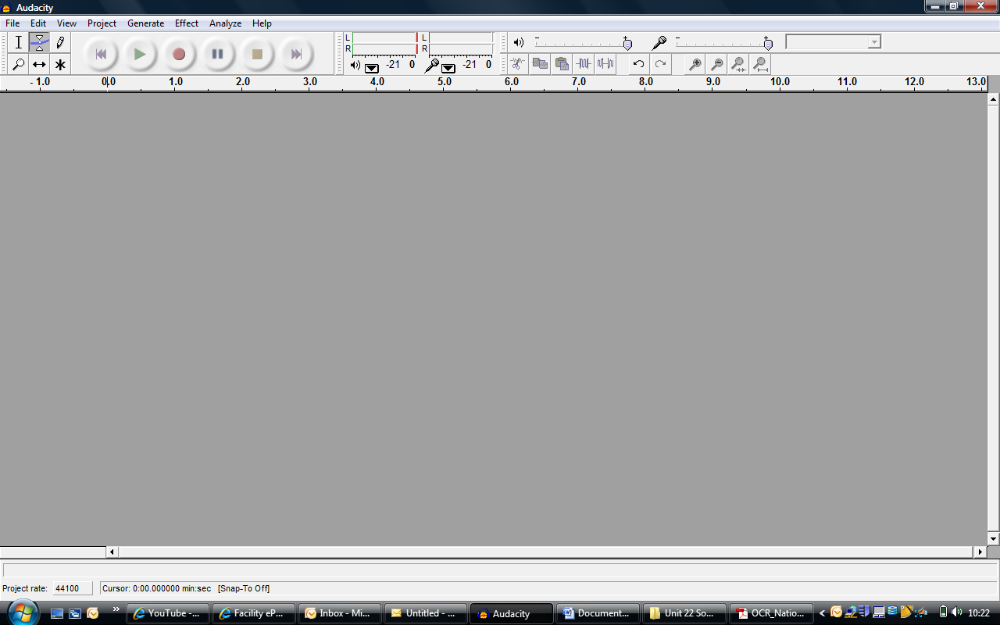 Audacity
File Edit View Project Generate Effect Analyze Help
L L
R R
-21 0 -21 0
- 1.0 0.0 1.0 2.0 3.0 4.0 5.0 6.0 7.0 8.0 9.0 10.0 11.0 12.0 13.0
Project rate: 44100 Cursor: 0:00.000000 min:sec [Snap-To Off]
YouTube -... Facility eP... Inbox - Mi... Untitled - ... Audacity Document... Unit 22 So... OCR_Natio... 10:22